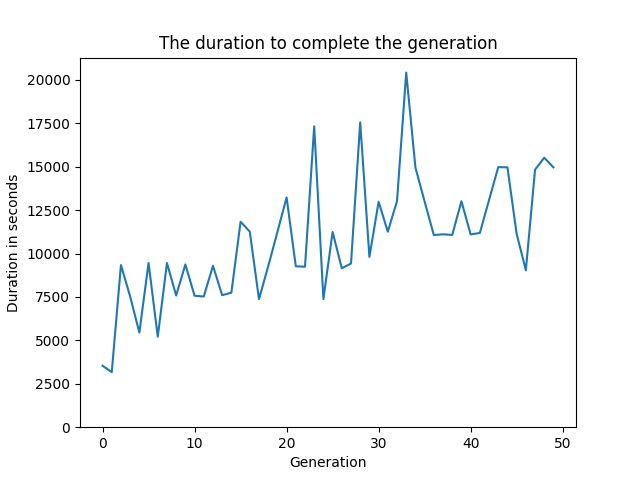 The duration to complete the generation
20000
17500
15000
12500
10000
7500
5000
2500
0
Duration in seconds
0 10 20 30 40 50
Generation